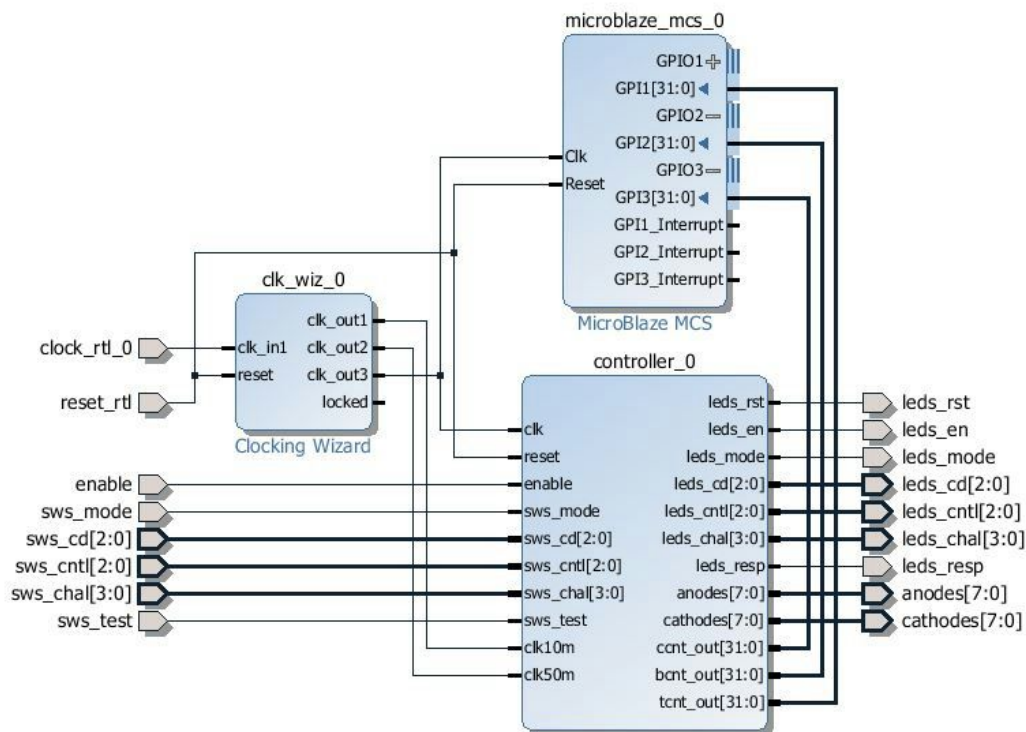 microblaze_mcs_0
GPIO1
GPI1[31:0]
GPIO2
GPI2[31:0]
GPIO3
GPI3[31:0]
GPI1_Interrupt
GPI2_Interrupt
GPI3_Interrupt
Clk
Reset
MicroBlaze MCS
clk_wiz_0
clk_in1
reset
clk_out1
clk_out2
clk_out3
locked
Clocking Wizard
clock_rtl_0
reset_rtl
enable
sws_mode
sws_cd[2:0]
sws_cntl[2:0]
sws_chal[3:0]
sws_test
controller_0
clk
reset
enable
sws_mode
sws_cd[2:0]
sws_cntl[2:0]
sws_chal[3:0]
sws_test
clk10m
clk50m
leds_rst
leds_en
leds_mode
leds_cd[2:0]
leds_cntl[2:0]
leds_chal[3:0]
leds_resp
anodes[7:0]
cathodes[7:0]
ccnt_out[31:0]
bcnt_out[31:0]
tcnt_out[31:0]
leds_rst
leds_en
leds_mode
leds_cd[2:0]
leds_cntl[2:0]
leds_chal[3:0]
leds_resp
anodes[7:0]
cathodes[7:0]